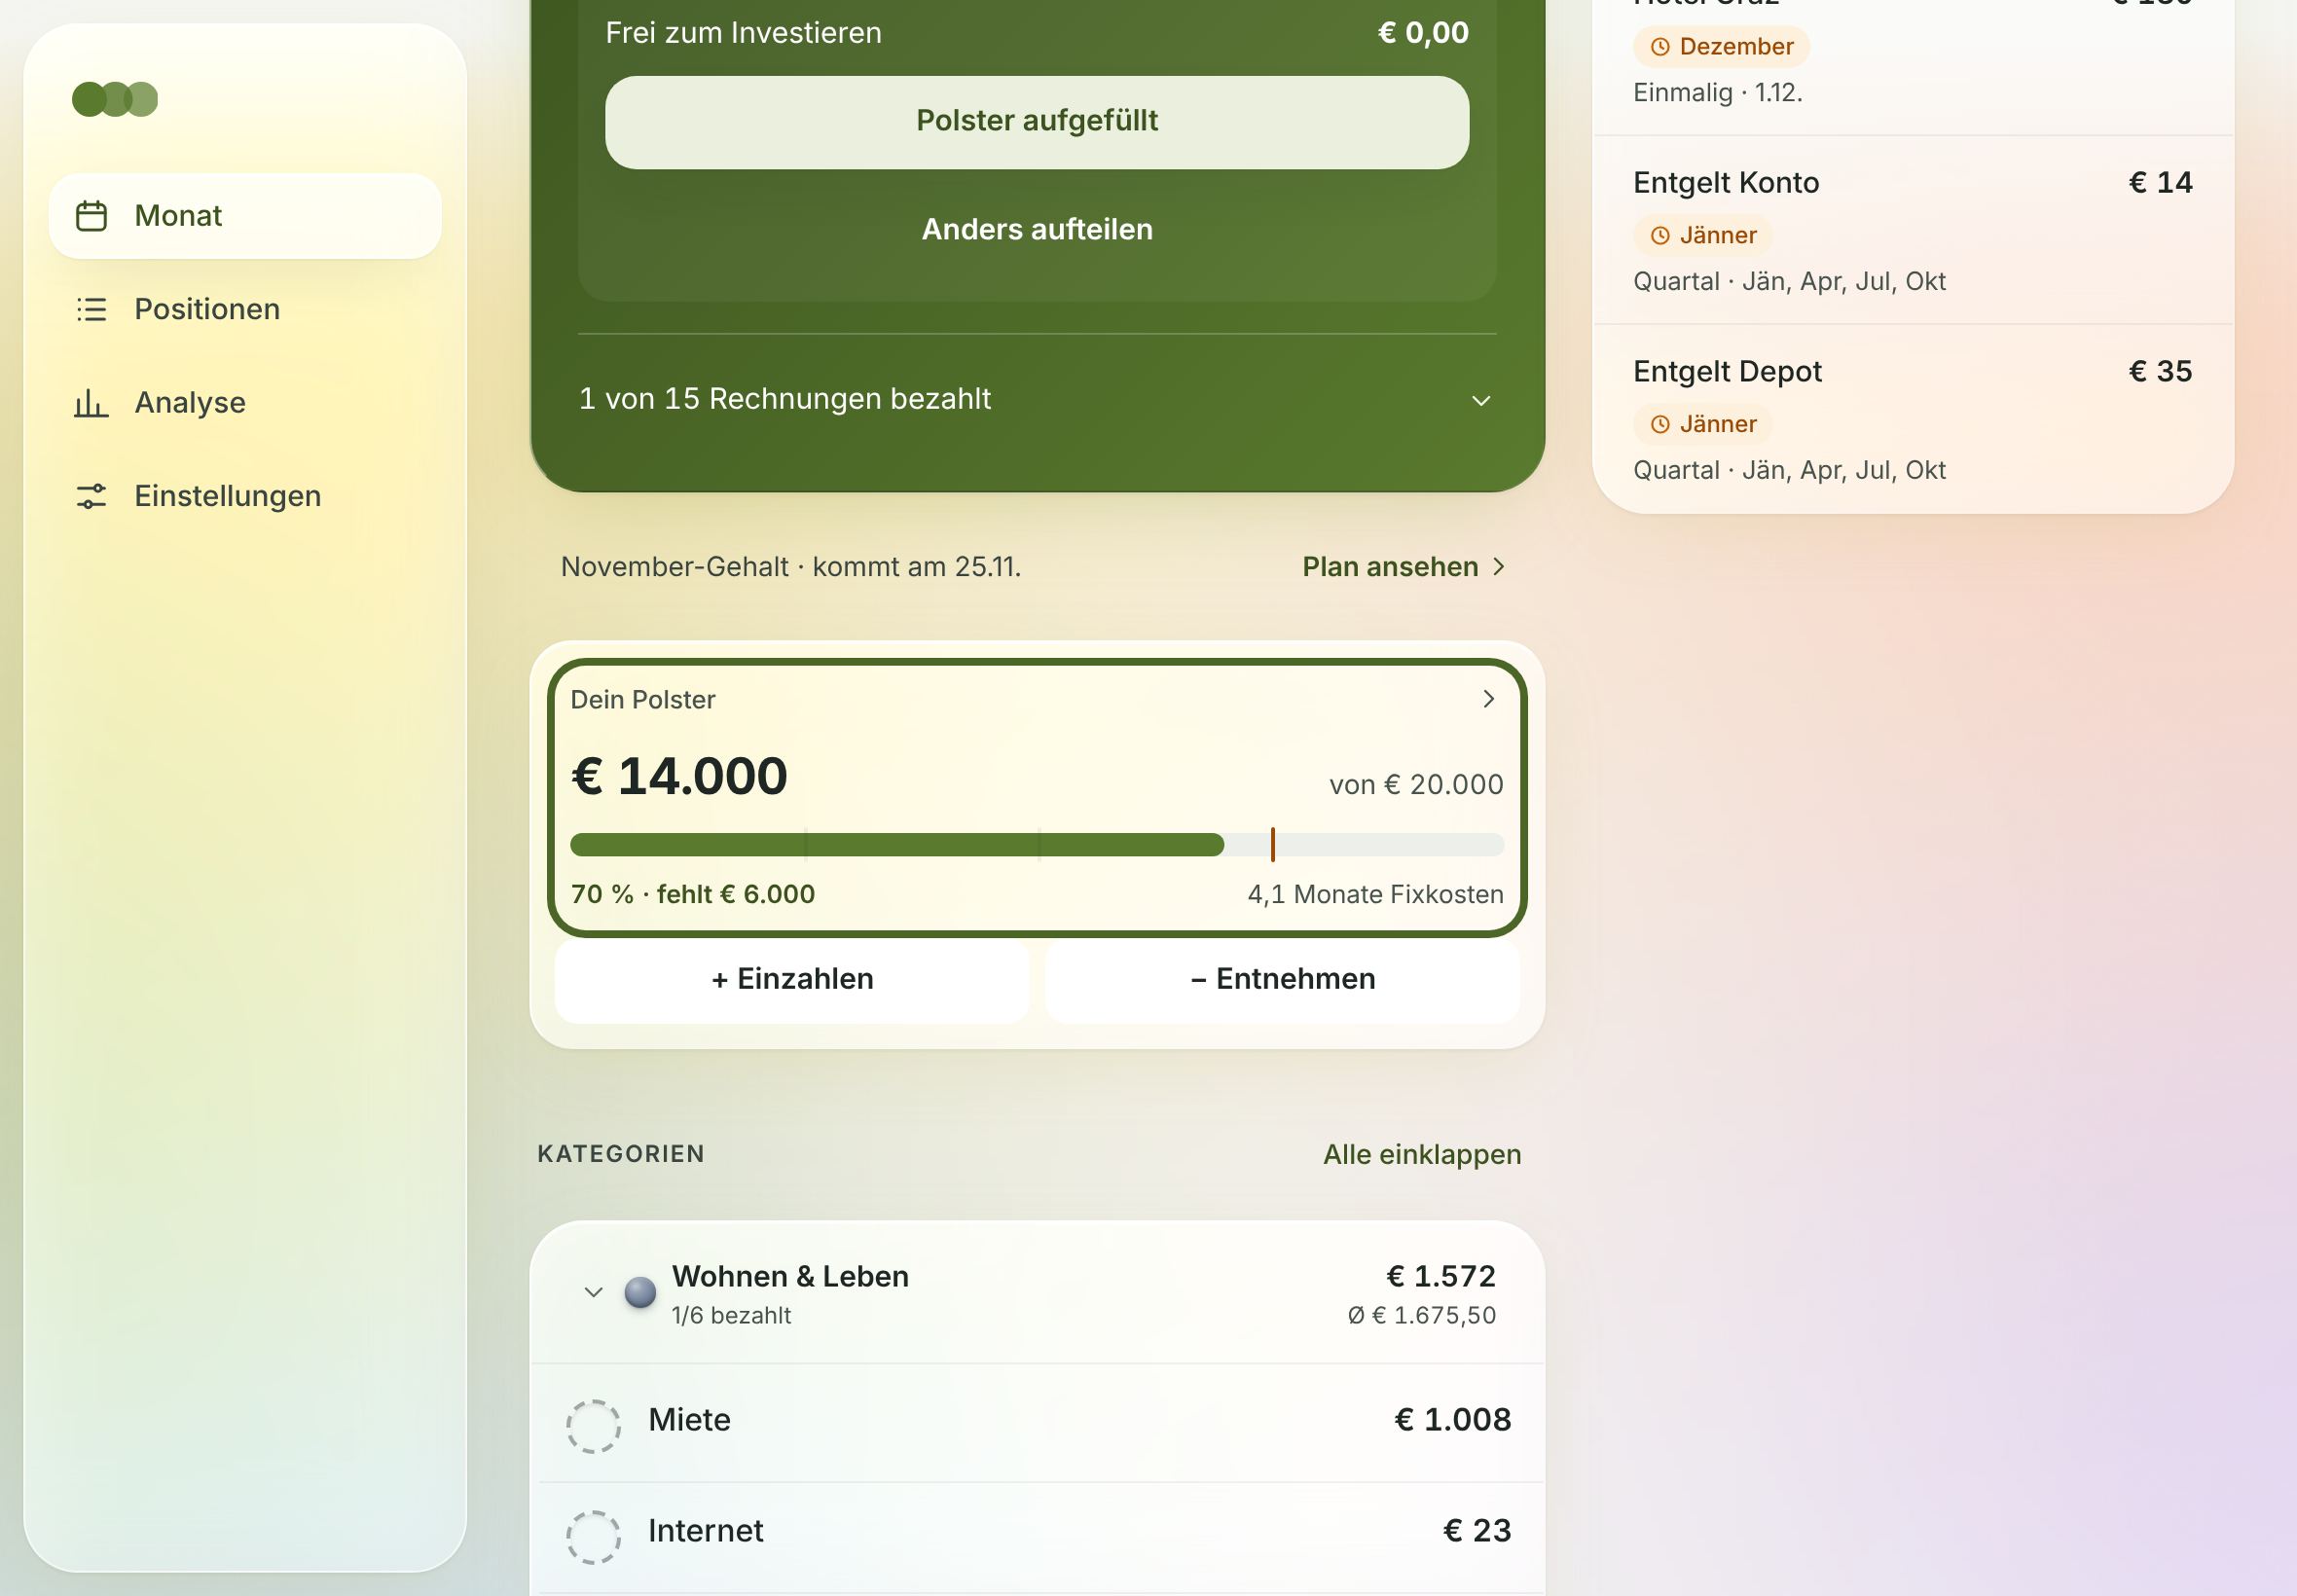 Monat
Positionen
Analyse
Einstellungen
Frei zum Investieren € 0,00
Polster aufgefüllt
Anders aufteilen
1 von 15 Rechnungen bezahlt
November-Gehalt · kommt am 25.11. Plan ansehen
Dein Polster
€ 14.000 von € 20.000
70 % · fehlt € 6.000 4,1 Monate Fixkosten
+ Einzahlen – Entnehmen
KATEGORIEN Alle einklappen
Wohnen & Leben € 1.572
1/6 bezahlt Ø € 1.675,50
Miete € 1.008
Internet € 23
Dezember
Einmalig · 1.12.
Entgelt Konto € 14
Jänner
Quartal · Jän, Apr, Jul, Okt
Entgelt Depot € 35
Jänner
Quartal · Jän, Apr, Jul, Okt